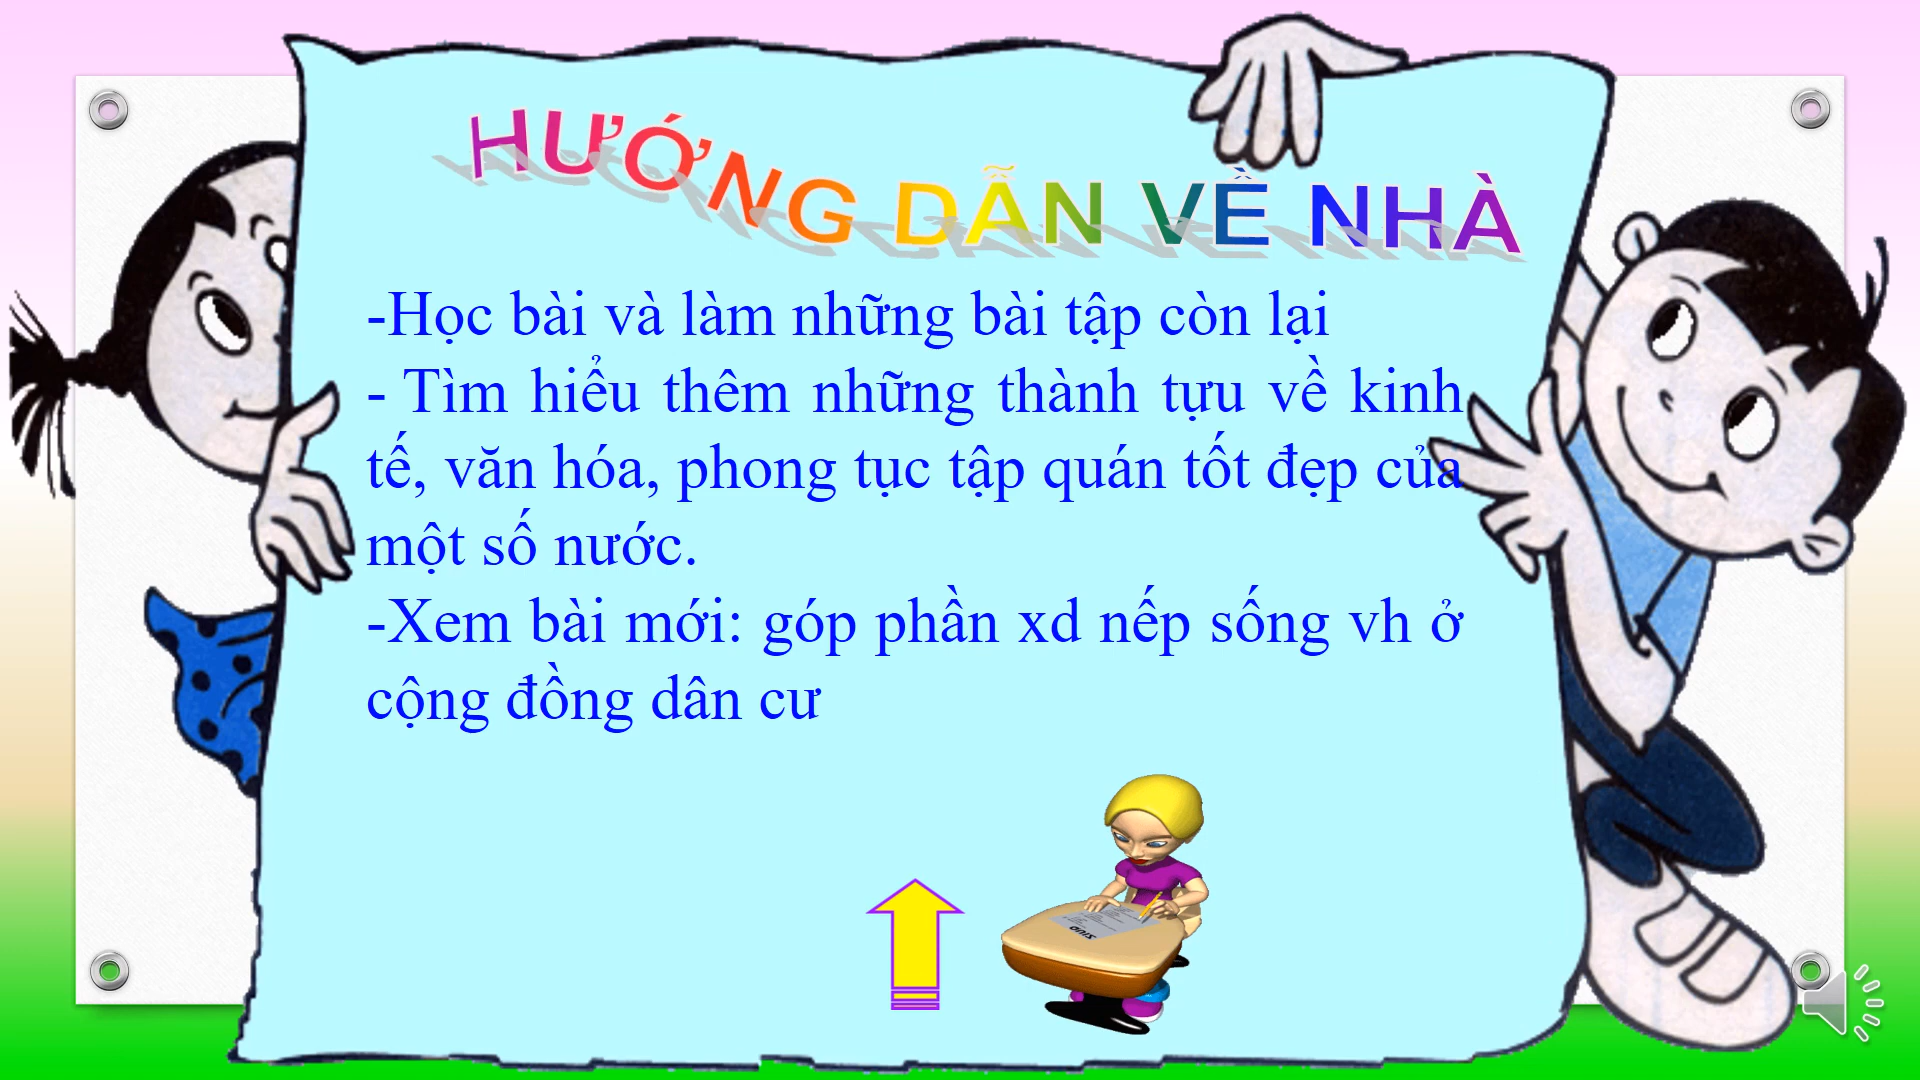 HƯỚNG DẪN VỀ NHÀ
-Học bài và làm những bài tập còn lại
- Tìm hiểu thêm những thành tựu về kinh
tế, văn hóa, phong tục tập quán tốt đẹp của
một số nước.
-Xem bài mới: góp phần xd nếp sống vh ở
cộng đồng dân cư